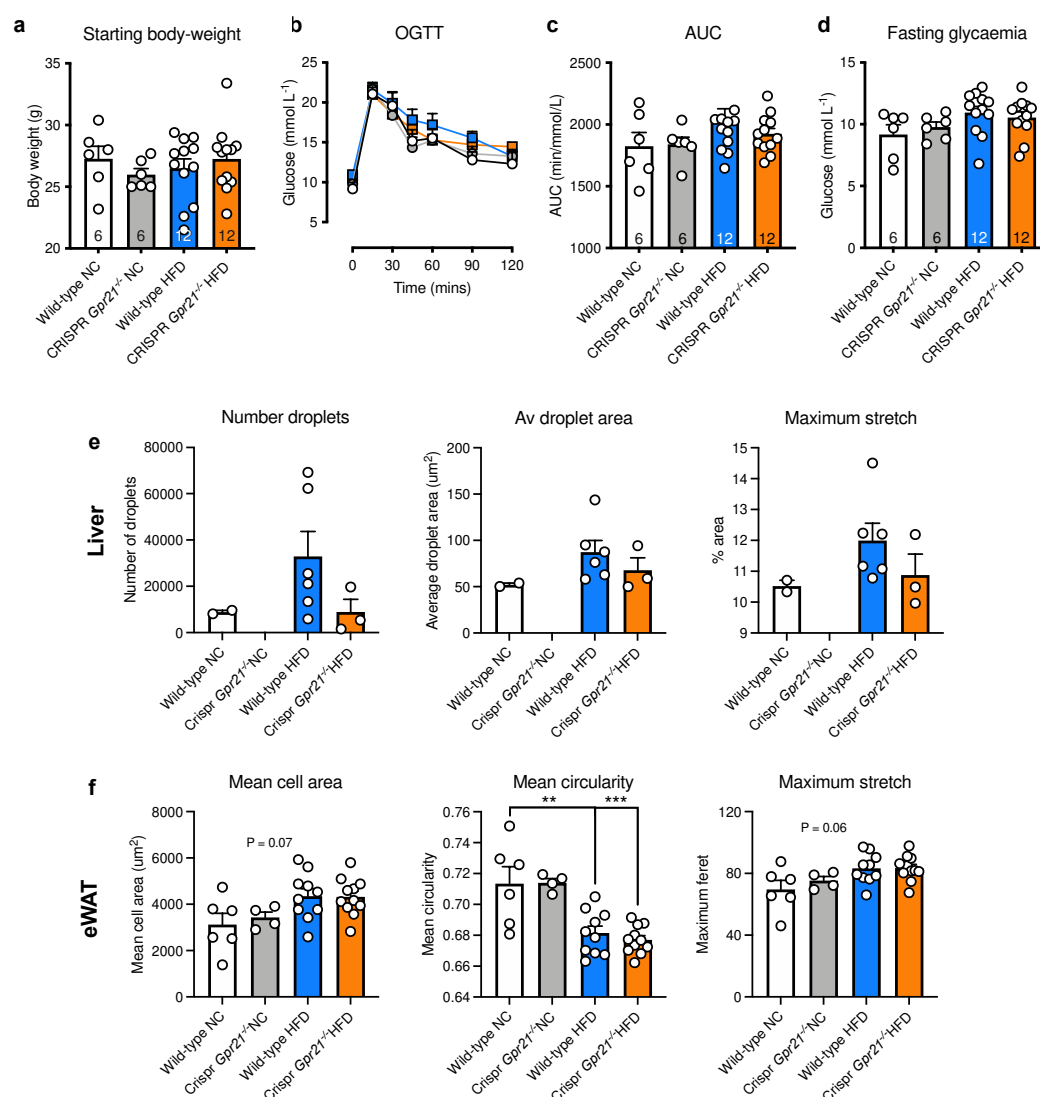 a
Starting body-weight
Body weight (g)
35
30
25
20
6
6
12
12
Wild-type NC
CRISPR Gpr21-/- NC
Wild-type HFD
CRISPR Gpr21-/- HFD
b
OGTT
Glucose (mmol L-1)
25
20
15
10
5
0
30
60
90
120
Time (mins)
c
AUC
AUC (min/mmo/L)
2500
2000
1500
1000
6
6
12
12
Wild-type NC
CRISPR Gpr21-/- NC
Wild-type HFD
CRISPR Gpr21-/- HFD
d
Fasting glycaemia
Glucose (mmol L-1)
15
10
5
0
6
6
12
12
Wild-type NC
CRISPR Gpr21-/- NC
Wild-type HFD
CRISPR Gpr21-/- HFD
e
Liver
Number droplets
Number of droplets
80000
60000
40000
20000
0
Wild-type NC
Crispr Gpr21-/-NC
Wild-type HFD
Crispr Gpr21-/-HFD
Av droplet area
Average droplet area (um2)
200
150
100
50
0
Wild-type NC
Crispr Gpr21-/-NC
Wild-type HFD
Crispr Gpr21-/-HFD
Maximum stretch
% area
15
14
13
12
11
10
9
Wild-type NC
Crispr Gpr21-/-NC
Wild-type HFD
Crispr Gpr21-/-HFD
f
eWAT
Mean cell area
Mean cell area (um2)
8000
6000
4000
2000
0
P = 0.07
Wild-type NC
Crispr Gpr21-/-NC
Wild-type HFD
Crispr Gpr21-/-HFD
Mean circularity
Mean circularity
0.76
0.74
0.72
0.70
0.68
0.66
0.64
**
***
Wild-type NC
Crispr Gpr21-/-NC
Wild-type HFD
Crispr Gpr21-/-HFD
Maximum stretch
Maximum feret
120
80
40
0
P = 0.06
Wild-type NC
Crispr Gpr21-/-NC
Wild-type HFD
Crispr Gpr21-/-HFD